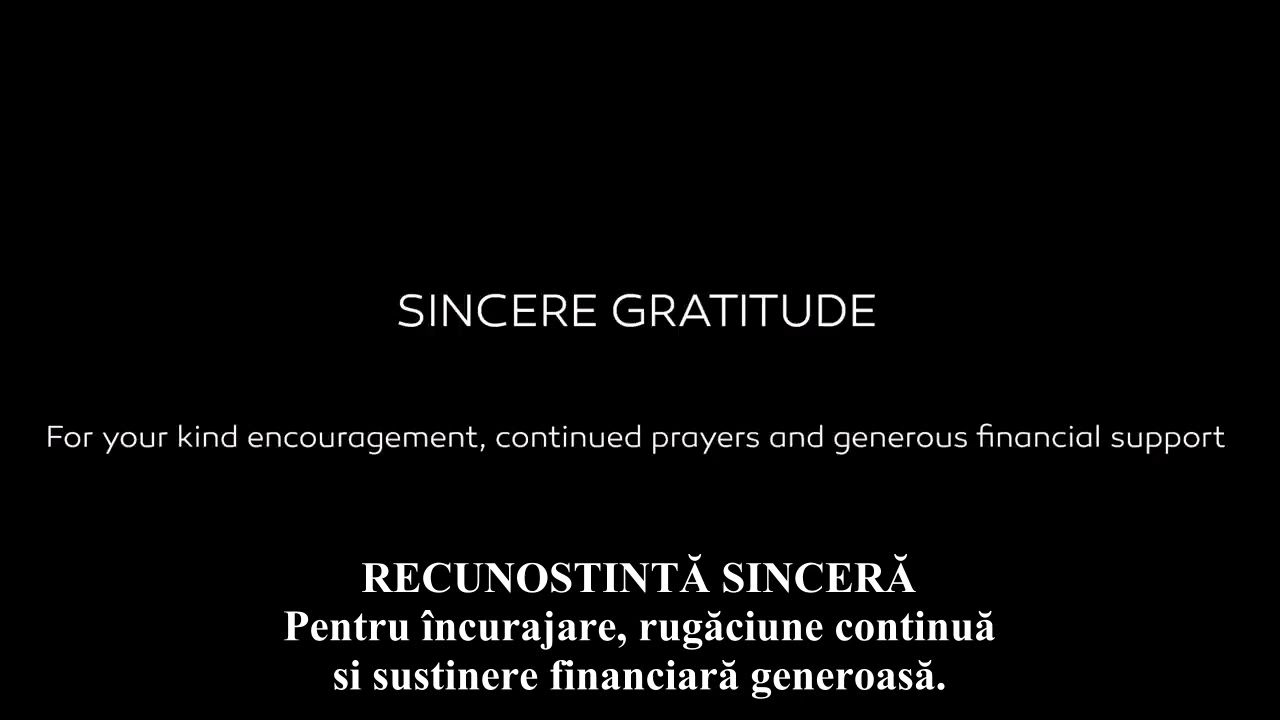 SINCERE GRATITUDE
For your kind encouragement, continued prayers and generous financial support
RECUNOSTINTĂ SINCERĂ
Pentru încurajare, rugăciune continuă
si sustinere financiară generoasă.